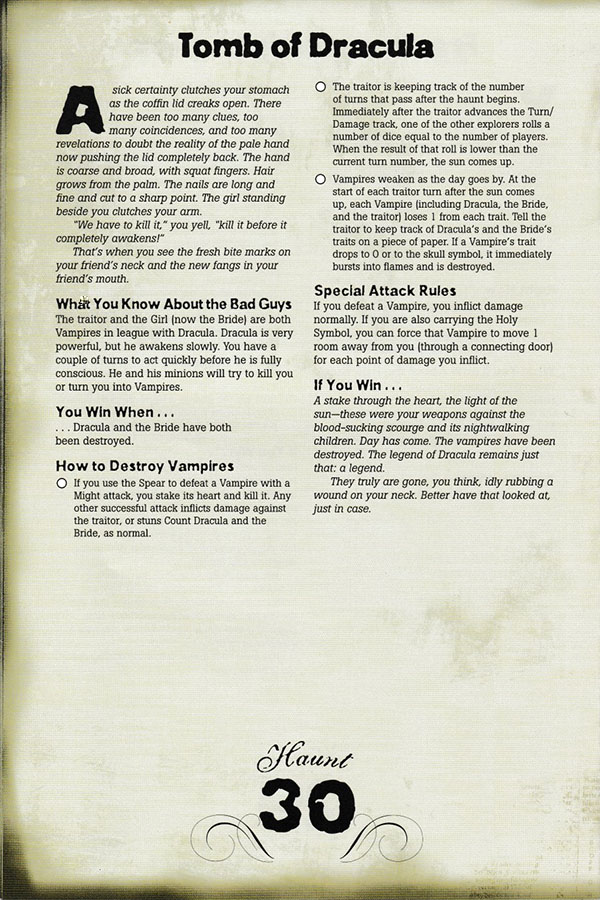 Tomb of Dracula
A sick certainty clutches your stomach
as the coffin lid creaks open. There
have been too many clues, too
many coincidences, and too many
revelations to doubt the reality of the pale hand
now pushing the lid completely back. The hand
is coarse and broad, with squat fingers. Hair
grows from the palm. The nails are long and
fine and cut to a sharp point. The girl standing
beside you clutches your arm.
"We have to kill it," you yell, "kill it before it
completely awakens!"
That's when you see the fresh bite marks on
your friend's neck and the new fangs in your
friend's mouth.
What You Know About the Bad Guys
The traitor and the Girl (now the Bride) are both
Vampires in league with Dracula. Dracula is very
powerful, but he awakens slowly. You have a
couple of turns to act quickly before he is fully
conscious. He and his minions will try to kill you
or turn you into Vampires.
You Win When . . .
. . . Dracula and the Bride have both
been destroyed.
How to Destroy Vampires
If you use the Spear to defeat a Vampire with a
Might attack, you stake its heart and kill it. Any
other successful attack inflicts damage against
the traitor, or stuns Count Dracula and the
Bride, as normal.
The traitor is keeping track of the number
of turns that pass after the haunt begins.
Immediately after the traitor advances the Turn/
Damage track, one of the other explorers rolls a
number of dice equal to the number of players.
When the result of that roll is lower than the
current turn number, the sun comes up.
Vampires weaken as the day goes by. At the
start of each traitor turn after the sun comes
up, each Vampire (including Dracula, the Bride,
and the traitor) loses 1 from each trait. Tell the
traitor to keep track of Dracula's and the Bride's
traits on a piece of paper. If a Vampire's trait
drops to 0 or to the skull symbol, it immediately
bursts into flames and is destroyed.
Special Attack Rules
If you defeat a Vampire, you inflict damage
normally. If you are also carrying the Holy
Symbol, you can force that Vampire to move 1
room away from you (through a connecting door)
for each point of damage you inflict.
If You Win . . .
A stake through the heart, the light of the
sun—these were your weapons against the
blood-sucking scourge and its nightwalking
children. Day has come. The vampires have been
destroyed. The legend of Dracula remains just
that: a legend.
They truly are gone, you think, idly rubbing a
wound on your neck. Better have that looked at,
just in case.
Haunt
30